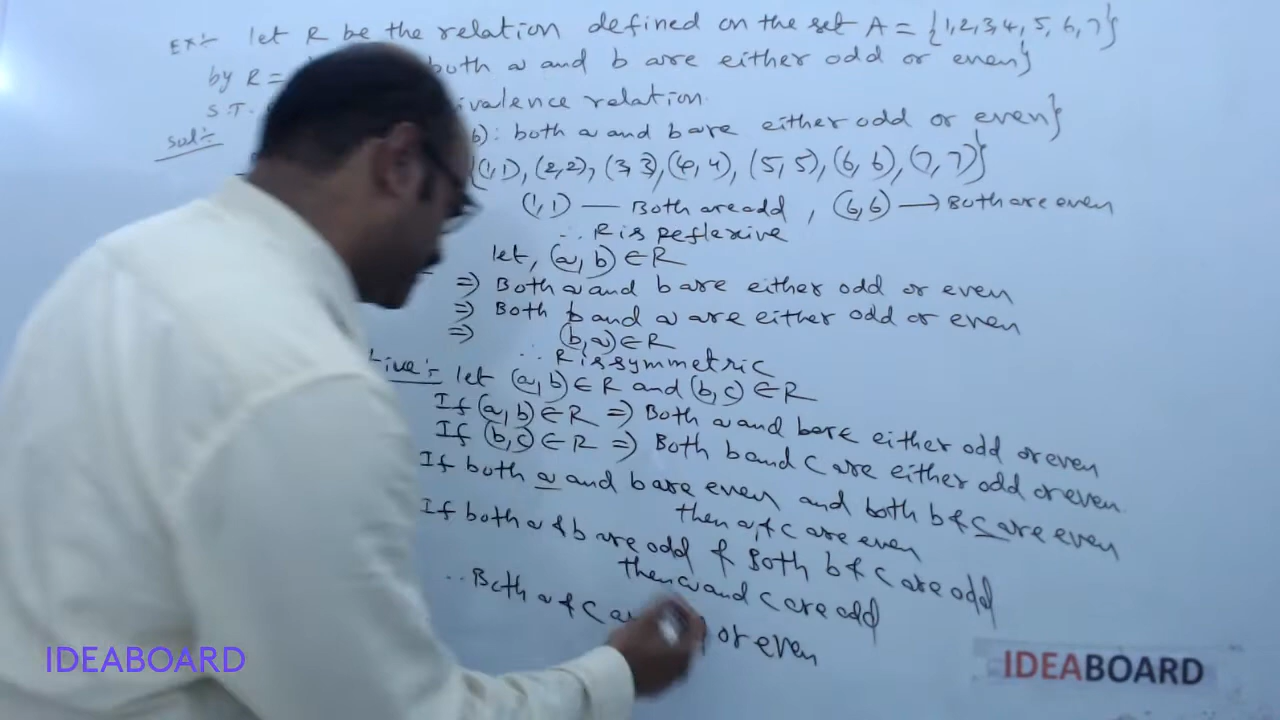 Ex:- let R be the relation defined on the set A = {1,2,3,4, 5, 6, 7}
by R = both a and b are either odd or even}
S.T. ivalence relation.
Sol:- b): both a and b are either odd or even}
{(1,1), (2,2), (3,3), (4,4), (5,5), (6,6), (7,7)}
(1,1) — Both are odd , (6,6) → Both are even
∴ R is reflexive
let, (a,b) ∈ R
⇒ Both a and b are either odd or even
⇒ Both b and a are either odd or even
⇒ (b,a) ∈ R
∴ R is symmetric
tive:- let (a,b) ∈ R and (b,c) ∈ R
If (a,b) ∈ R ⇒ Both a and b are either odd or even
If (b,c) ∈ R ⇒ Both b and c are either odd or even.
If both a and b are even and both b & c are even
then a & c are even
If both a & b are odd & Both b & c are odd
then a and c are odd
∴ Both a & c a or even
IDEABOARD
IDEABOARD